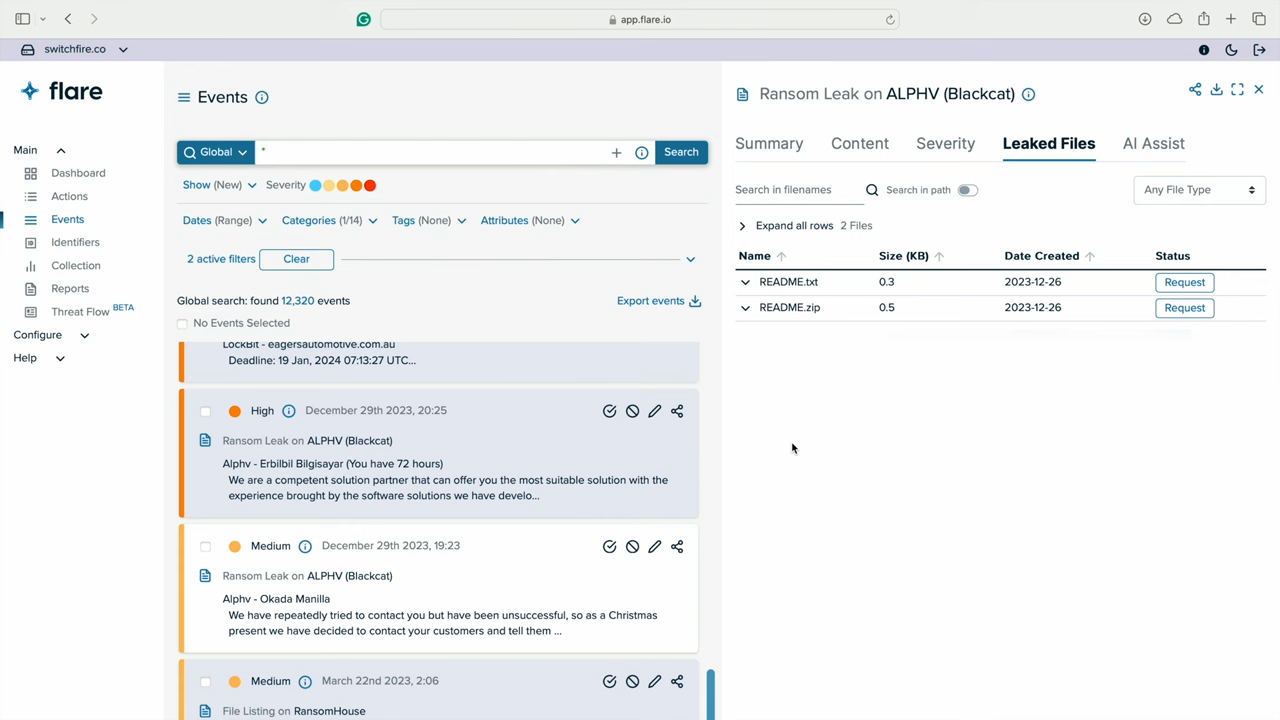 app.flare.io
switchfire.co
flare
Main
Dashboard
Actions
Events
Identifiers
Collection
Reports
Threat Flow BETA
Configure
Help
Events
Global
*
Search
Show (New)
Severity
Dates (Range)
Categories (1/14)
Tags (None)
Attributes (None)
2 active filters
Clear
Global search: found 12,320 events
Export events
No Events Selected
LockBit - eagersautomotive.com.au
Deadline: 19 Jan, 2024 07:13:27 UTC...
High
December 29th 2023, 20:25
Ransom Leak on ALPHV (Blackcat)
Alphv - Erbilbil Bilgisayar (You have 72 hours)
We are a competent solution partner that can offer you the most suitable solution with the
experience brought by the software solutions we have develo...
Medium
December 29th 2023, 19:23
Ransom Leak on ALPHV (Blackcat)
Alphv - Okada Manilla
We have repeatedly tried to contact you but have been unsuccessful, so as a Christmas
present we have decided to contact your customers and tell them ...
Medium
March 22nd 2023, 2:06
File Listing on RansomHouse
Ransom Leak on ALPHV (Blackcat)
Summary
Content
Severity
Leaked Files
AI Assist
Search in filenames
Search in path
Any File Type
Expand all rows
2 Files
Name
Size (KB)
Date Created
Status
README.txt
0.3
2023-12-26
Request
README.zip
0.5
2023-12-26
Request